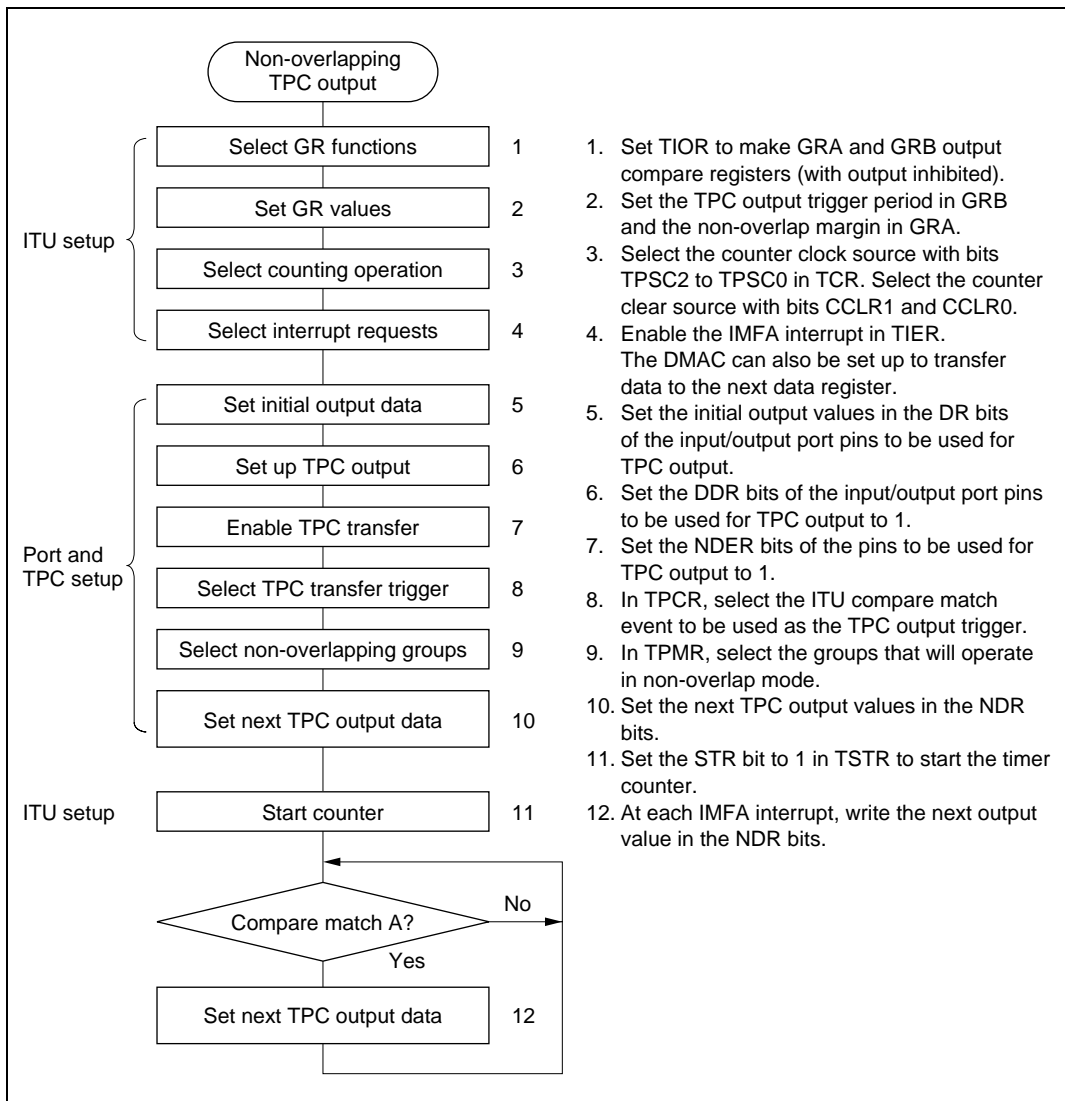 Non-overlapping
TPC output
ITU setup
Select GR functions 1
Set GR values 2
Select counting operation 3
Select interrupt requests 4
Port and
TPC setup
Set initial output data 5
Set up TPC output 6
Enable TPC transfer 7
Select TPC transfer trigger 8
Select non-overlapping groups 9
Set next TPC output data 10
ITU setup
Start counter 11
Compare match A?
No
Yes
Set next TPC output data 12
1. Set TIOR to make GRA and GRB output
compare registers (with output inhibited).
2. Set the TPC output trigger period in GRB
and the non-overlap margin in GRA.
3. Select the counter clock source with bits
TPSC2 to TPSC0 in TCR. Select the counter
clear source with bits CCLR1 and CCLR0.
4. Enable the IMFA interrupt in TIER.
The DMAC can also be set up to transfer
data to the next data register.
5. Set the initial output values in the DR bits
of the input/output port pins to be used for
TPC output.
6. Set the DDR bits of the input/output port pins
to be used for TPC output to 1.
7. Set the NDER bits of the pins to be used for
TPC output to 1.
8. In TPCR, select the ITU compare match
event to be used as the TPC output trigger.
9. In TPMR, select the groups that will operate
in non-overlap mode.
10. Set the next TPC output values in the NDR
bits.
11. Set the STR bit to 1 in TSTR to start the timer
counter.
12. At each IMFA interrupt, write the next output
value in the NDR bits.